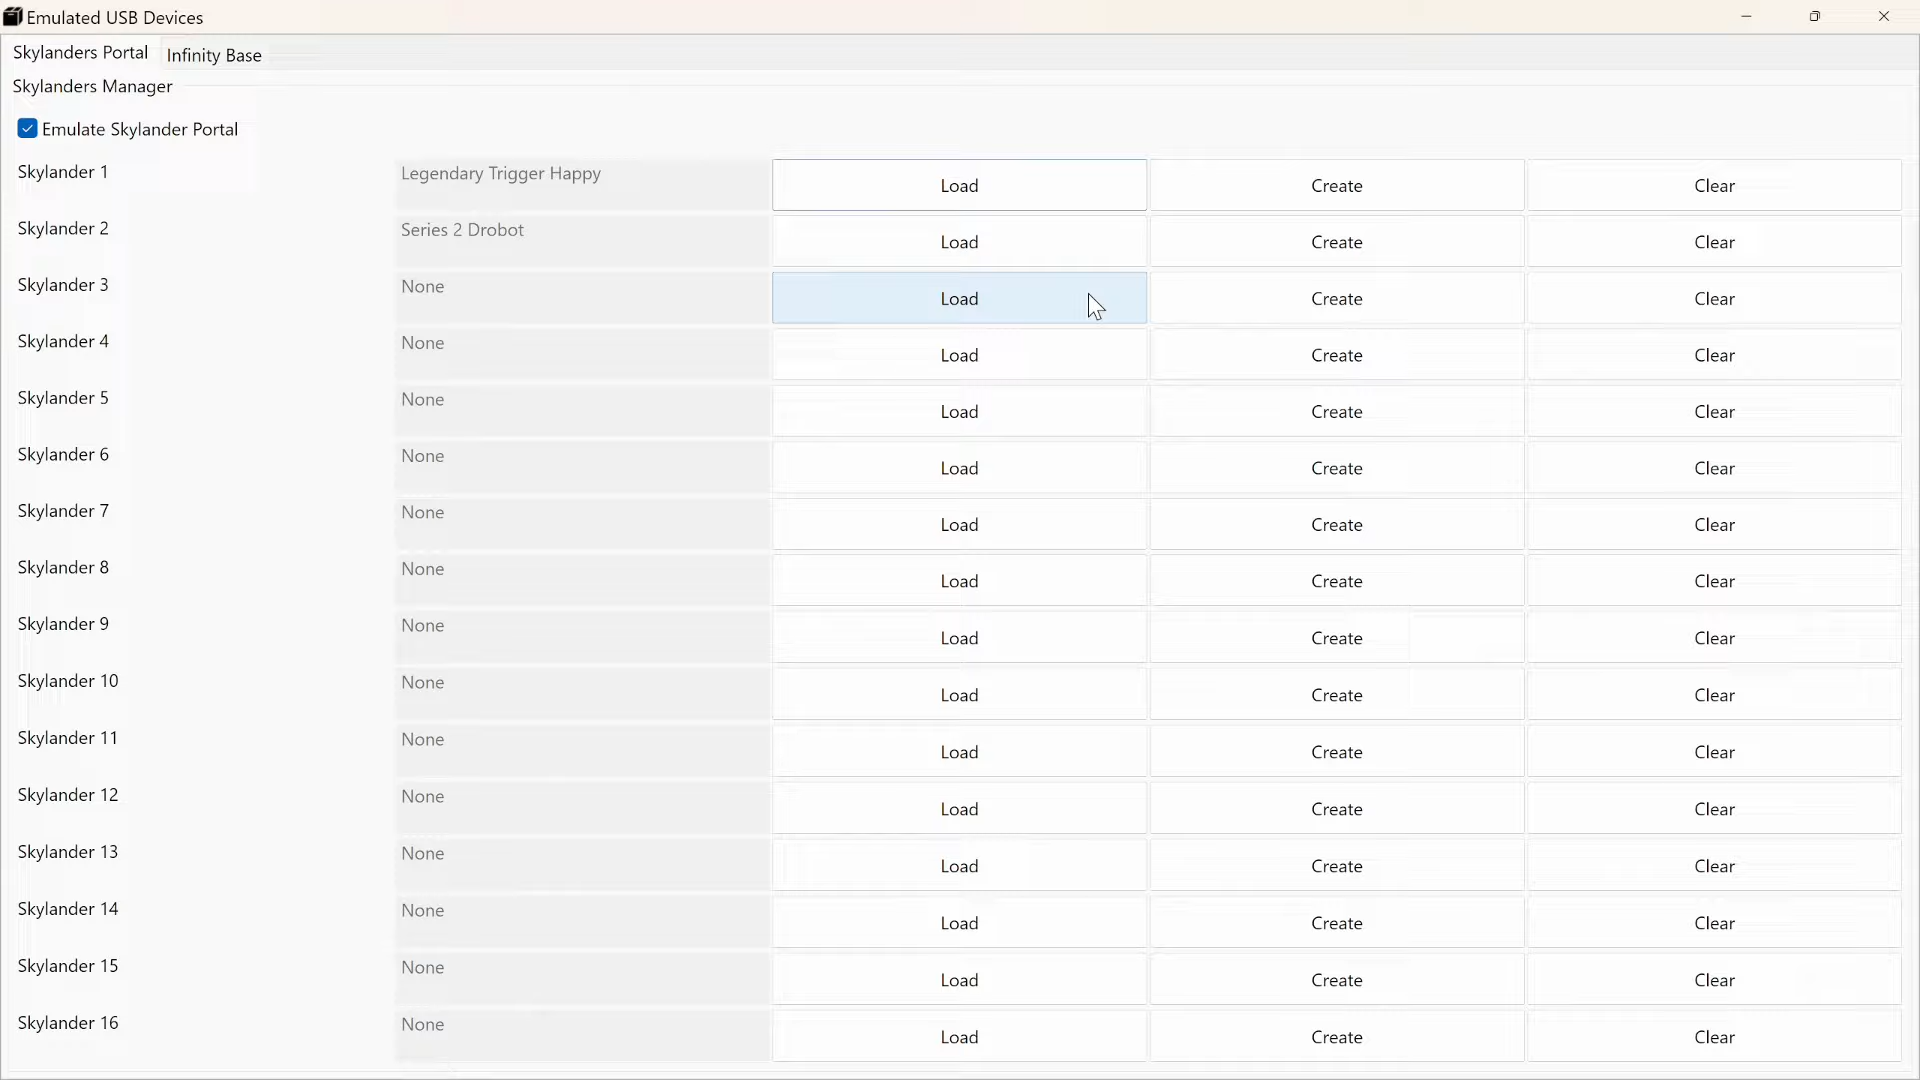 Emulated USB Devices
Skylanders Portal Infinity Base
Skylanders Manager
Emulate Skylander Portal
Skylander 1 Legendary Trigger Happy Load Create Clear
Skylander 2 Series 2 Drobot Load Create Clear
Skylander 3 None Load Create Clear
Skylander 4 None Load Create Clear
Skylander 5 None Load Create Clear
Skylander 6 None Load Create Clear
Skylander 7 None Load Create Clear
Skylander 8 None Load Create Clear
Skylander 9 None Load Create Clear
Skylander 10 None Load Create Clear
Skylander 11 None Load Create Clear
Skylander 12 None Load Create Clear
Skylander 13 None Load Create Clear
Skylander 14 None Load Create Clear
Skylander 15 None Load Create Clear
Skylander 16 None Load Create Clear